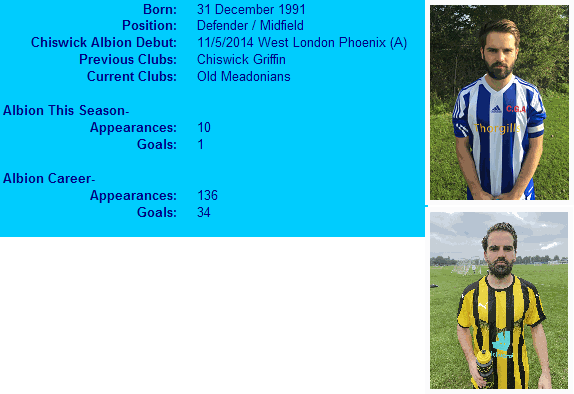 Born: 31 December 1991
Position: Defender / Midfield
Chiswick Albion Debut: 11/5/2014 West London Phoenix (A)
Previous Clubs: Chiswick Griffin
Current Clubs: Old Meadonians
Albion This Season-
Appearances: 10
Goals: 1
Albion Career-
Appearances: 136
Goals: 34
adidas